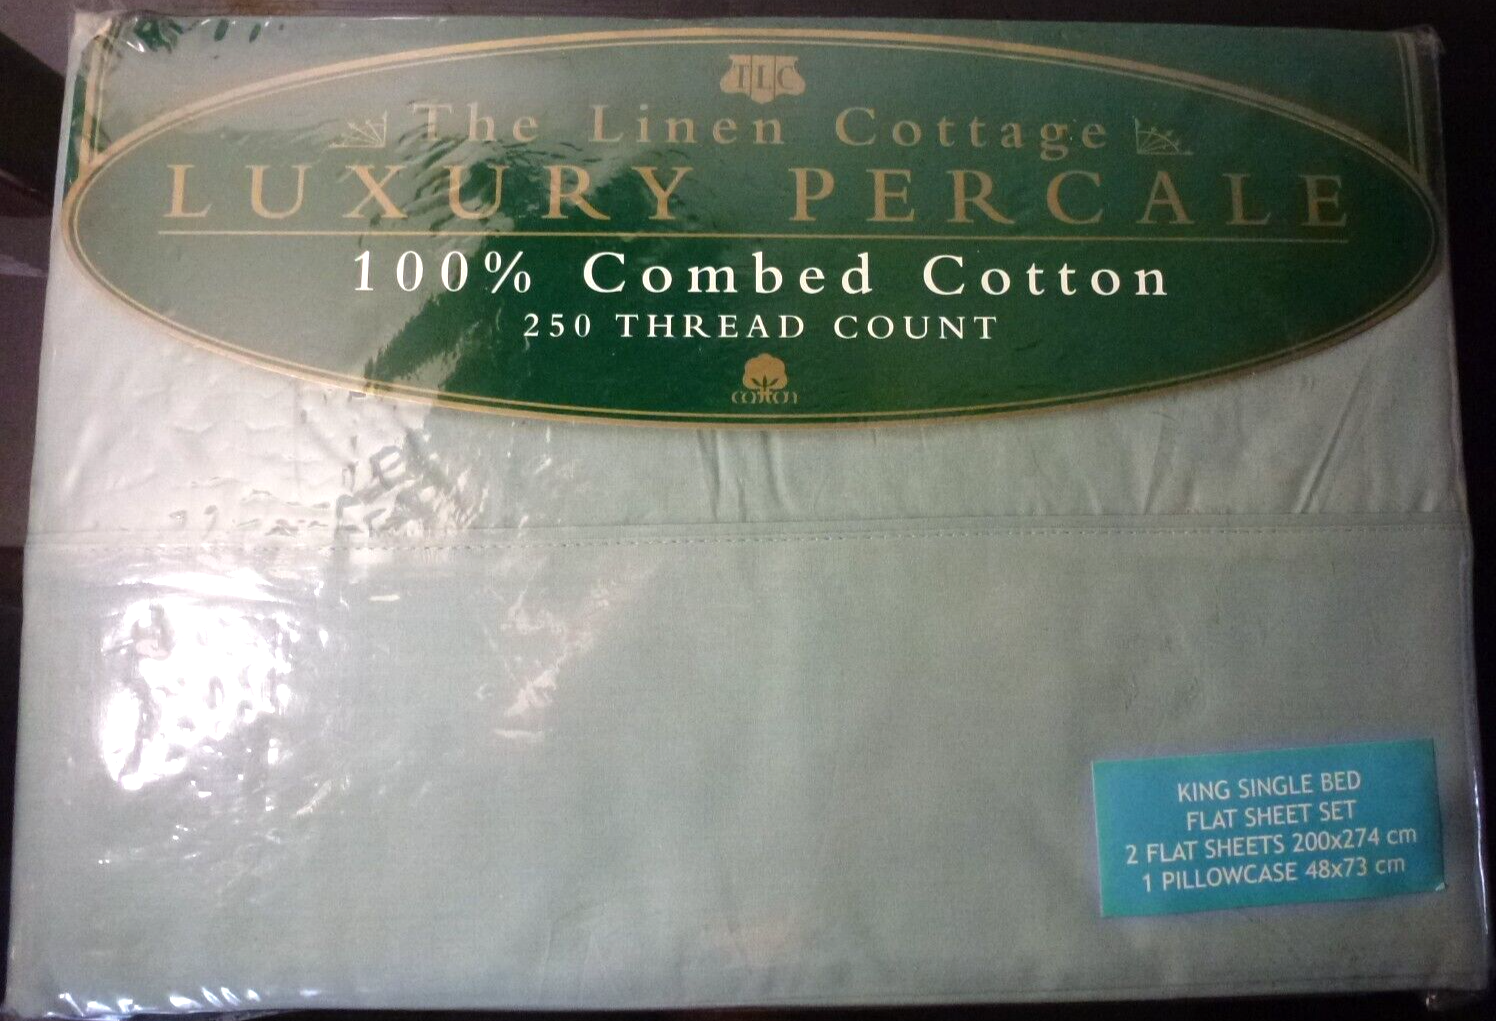 TLC
The Linen Cottage
LUXURY PERCALE
100% Combed Cotton
250 THREAD COUNT
cotton
KING SINGLE BED
FLAT SHEET SET
2 FLAT SHEETS 200x274 cm
1 PILLOWCASE 48x73 cm